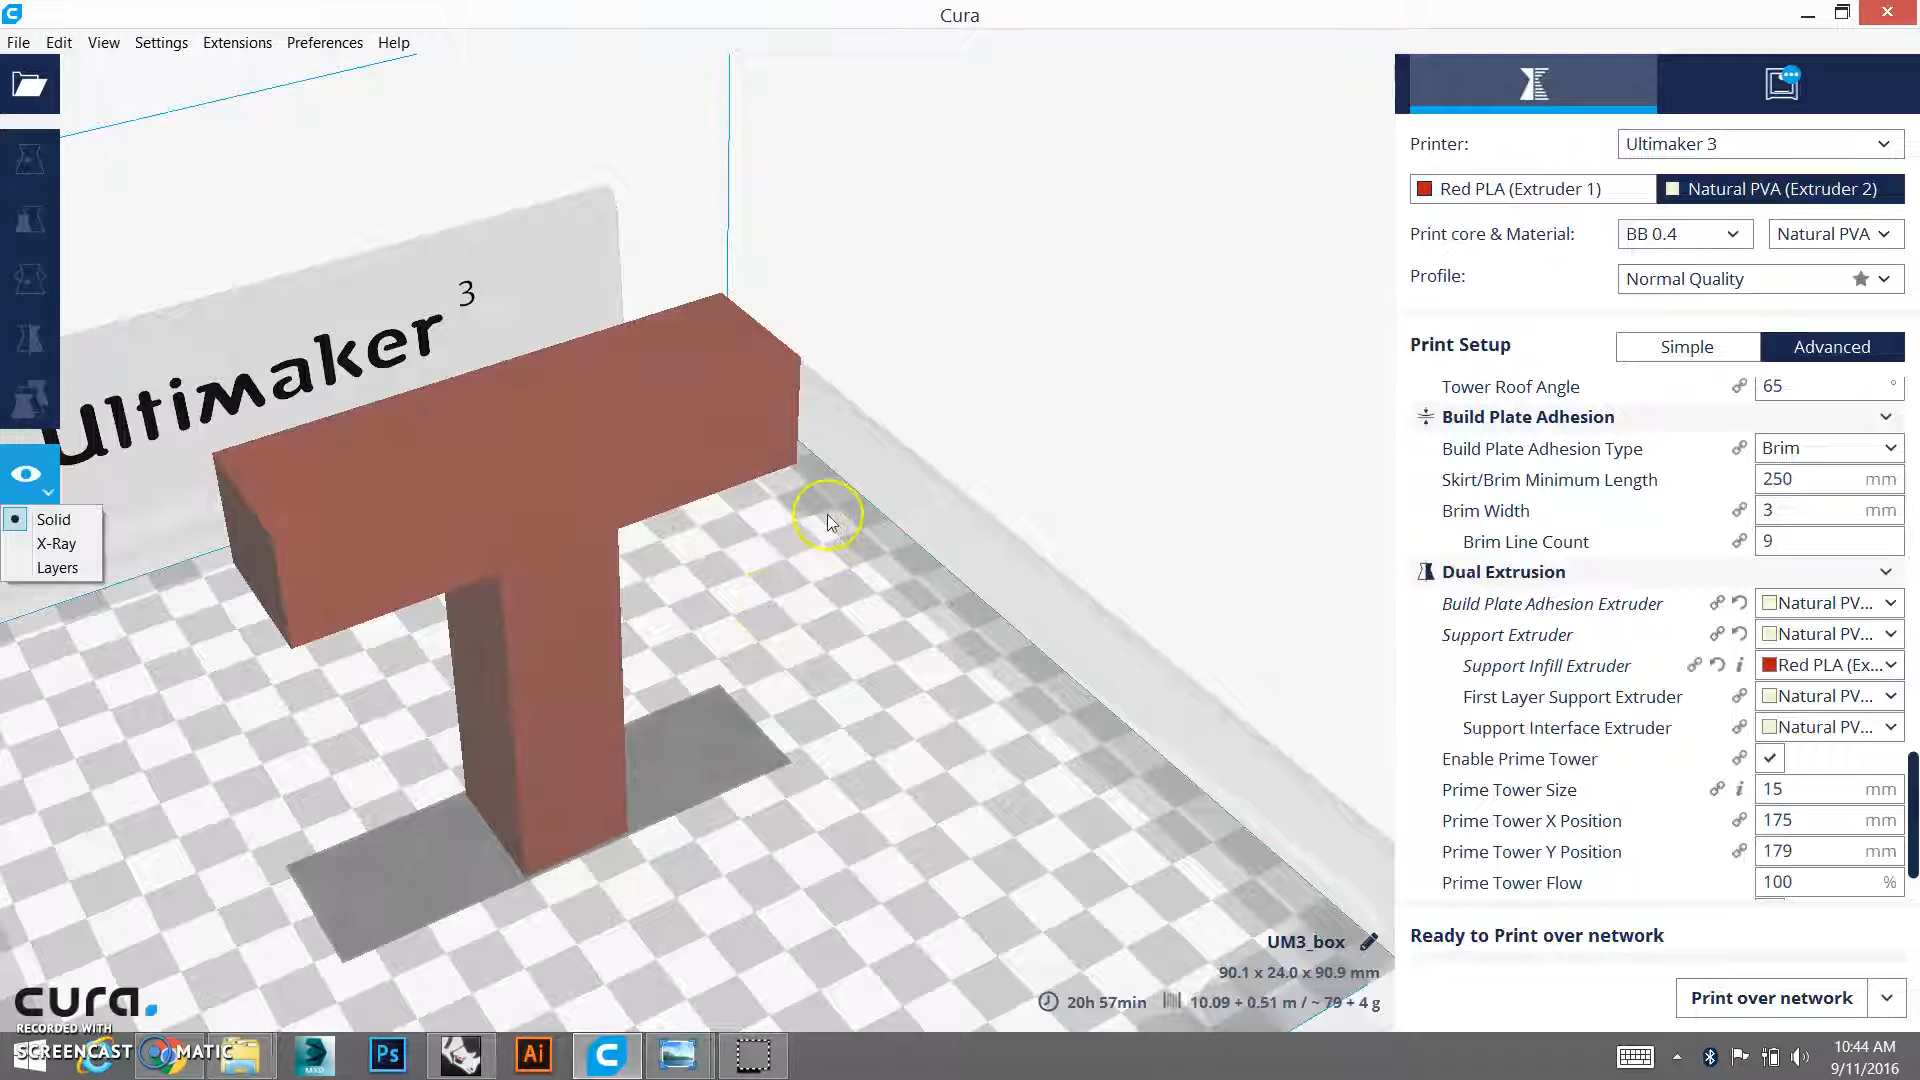 Cura
File Edit View Settings Extensions Preferences Help
Ultimaker 3
Solid
X-Ray
Layers
Printer: Ultimaker 3
Red PLA (Extruder 1) Natural PVA (Extruder 2)
Print core & Material: BB 0.4 Natural PVA
Profile: Normal Quality
Print Setup Simple Advanced
Tower Roof Angle 65 °
Build Plate Adhesion
Build Plate Adhesion Type Brim
Skirt/Brim Minimum Length 250 mm
Brim Width 3 mm
Brim Line Count 9
Dual Extrusion
Build Plate Adhesion Extruder Natural PV...
Support Extruder Natural PV...
Support Infill Extruder i Red PLA (Ex...
First Layer Support Extruder Natural PV...
Support Interface Extruder Natural PV...
Enable Prime Tower
Prime Tower Size i 15 mm
Prime Tower X Position 175 mm
Prime Tower Y Position 179 mm
Prime Tower Flow 100 %
UM3_box
90.1 x 24.0 x 90.9 mm
20h 57min 10.09 + 0.51 m / ~ 79 + 4 g
Ready to Print over network
Print over network
cura.
RECORDED WITH
SCREENCAST MATIC
MXD
Ps
Ai
10:44 AM
9/11/2016